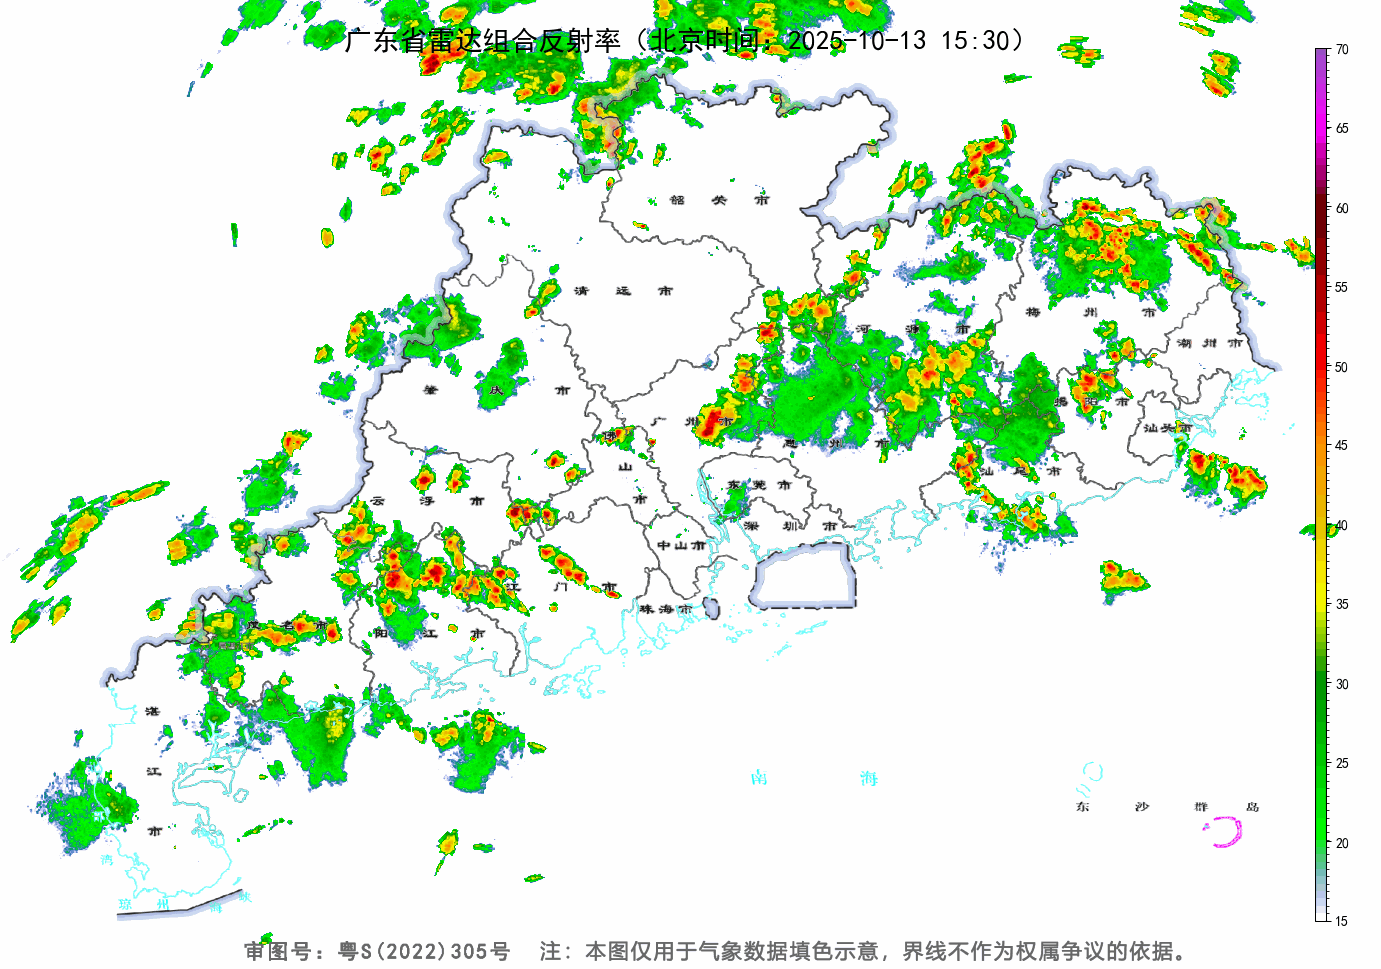 广东省雷达组合反射率（北京时间：2025-10-13 15:30）
70
65
60
55
50
45
40
35
30
25
20
15
韶关市
清远市
河源市
梅州市
潮州市
肇庆市
广州市
惠州市
揭阳市
汕头市
佛山市
云浮市
东莞市
汕尾市
深圳市
中山市
江门市
珠海市
茂名市
阳江市
湛江市
南海
东沙群岛
湾
琼州海峡
审图号：粤S(2022)305号 注：本图仅用于气象数据填色示意，界线不作为权属争议的依据。